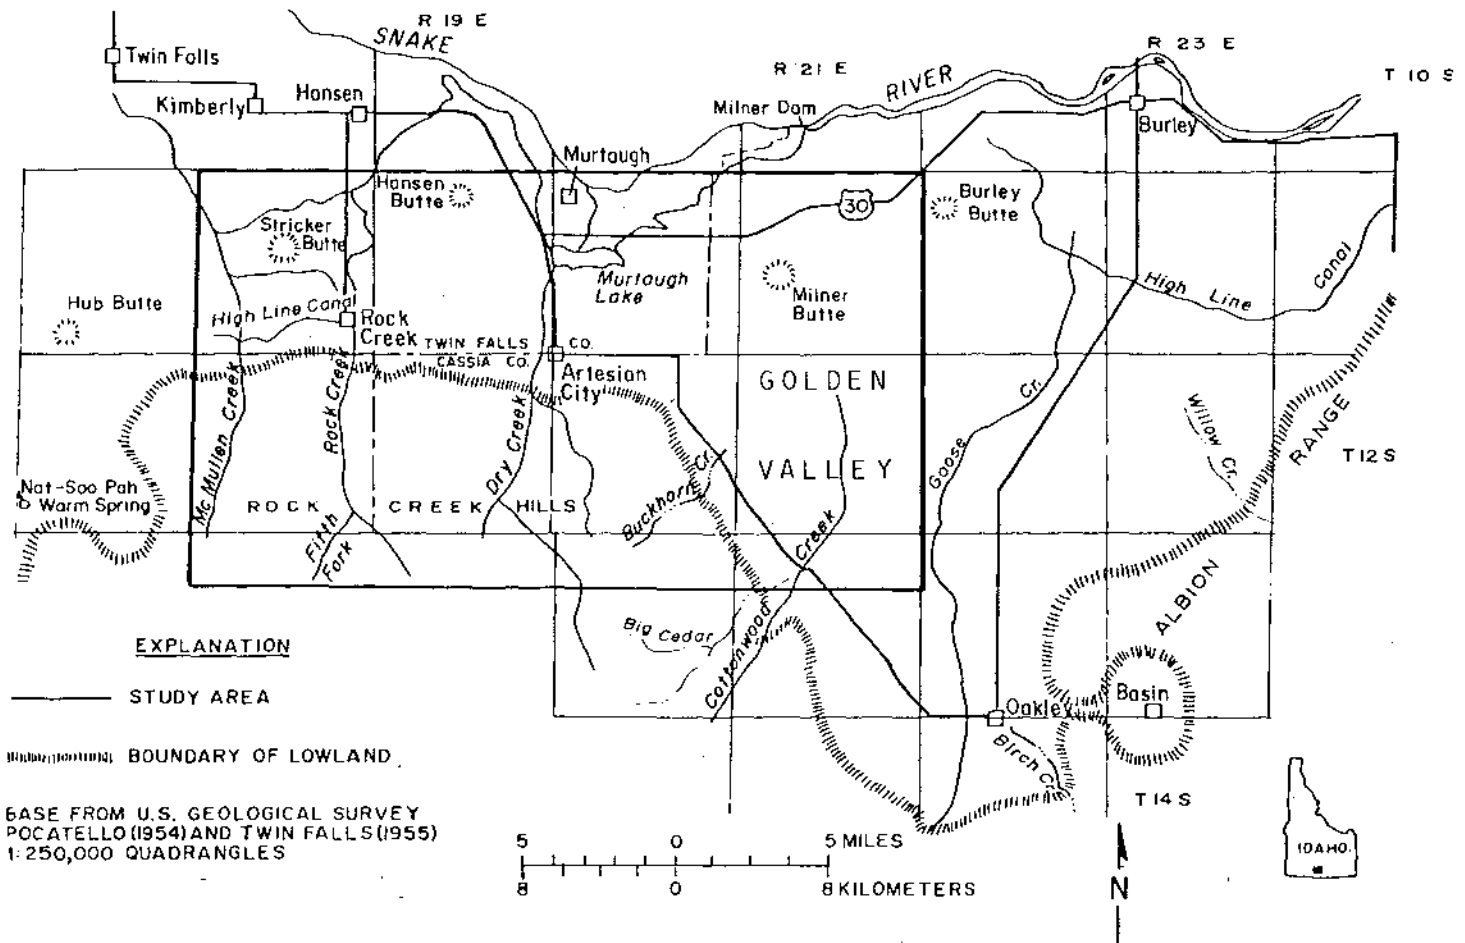 R 19 E
SNAKE
R 23 E
Twin Falls
R 21 E
RIVER
T 10 S
Kimberly
Hansen
Milner Dam
Burley
Murtaugh
Hansen
Butte
30
Burley
Butte
Stricker
Butte
Murtaugh
Lake
Milner
Butte
High Line
Canal
Hub Butte
High Line Canal
Rock
Creek
TWIN FALLS CO.
CASSIA CO.
Artesian
City
GOLDEN
VALLEY
Goose Cr.
Willow Cr.
RANGE
T 12 S
McMullen Creek
Rock Creek
Dry Creek
Buckhorn Cr.
Nat-Soo Pah
Warm Spring
ROCK CREEK HILLS
Fifth
Fork
Cottonwood Creek
Big Cedar
ALBION
EXPLANATION
STUDY AREA
Oakley
Basin
Birch Cr.
BOUNDARY OF LOWLAND
T 14 S
BASE FROM U.S. GEOLOGICAL SURVEY
POCATELLO (1954) AND TWIN FALLS (1955)
1:250,000 QUADRANGLES
5 0 5 MILES
8 0 8 KILOMETERS
N
IDAHO